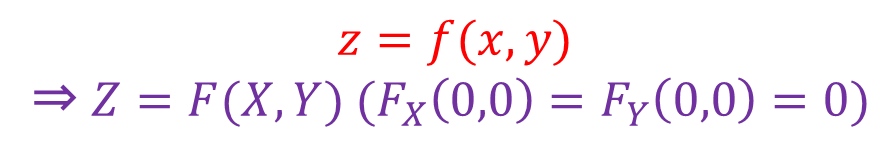 z = f(x, y)
⇒ Z = F(X, Y) (F_X(0,0) = F_Y(0,0) = 0)